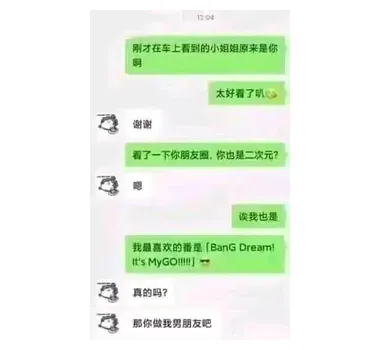 12:04
刚才在车上看到的小姐姐原来是你
啊
太好看了叭
谢谢
看了一下你朋友圈，你也是二次元?
嗯
诶我也是
我最喜欢的番是「BanG Dream!
It's MyGO!!!!!」
真的吗?
那你做我男朋友吧